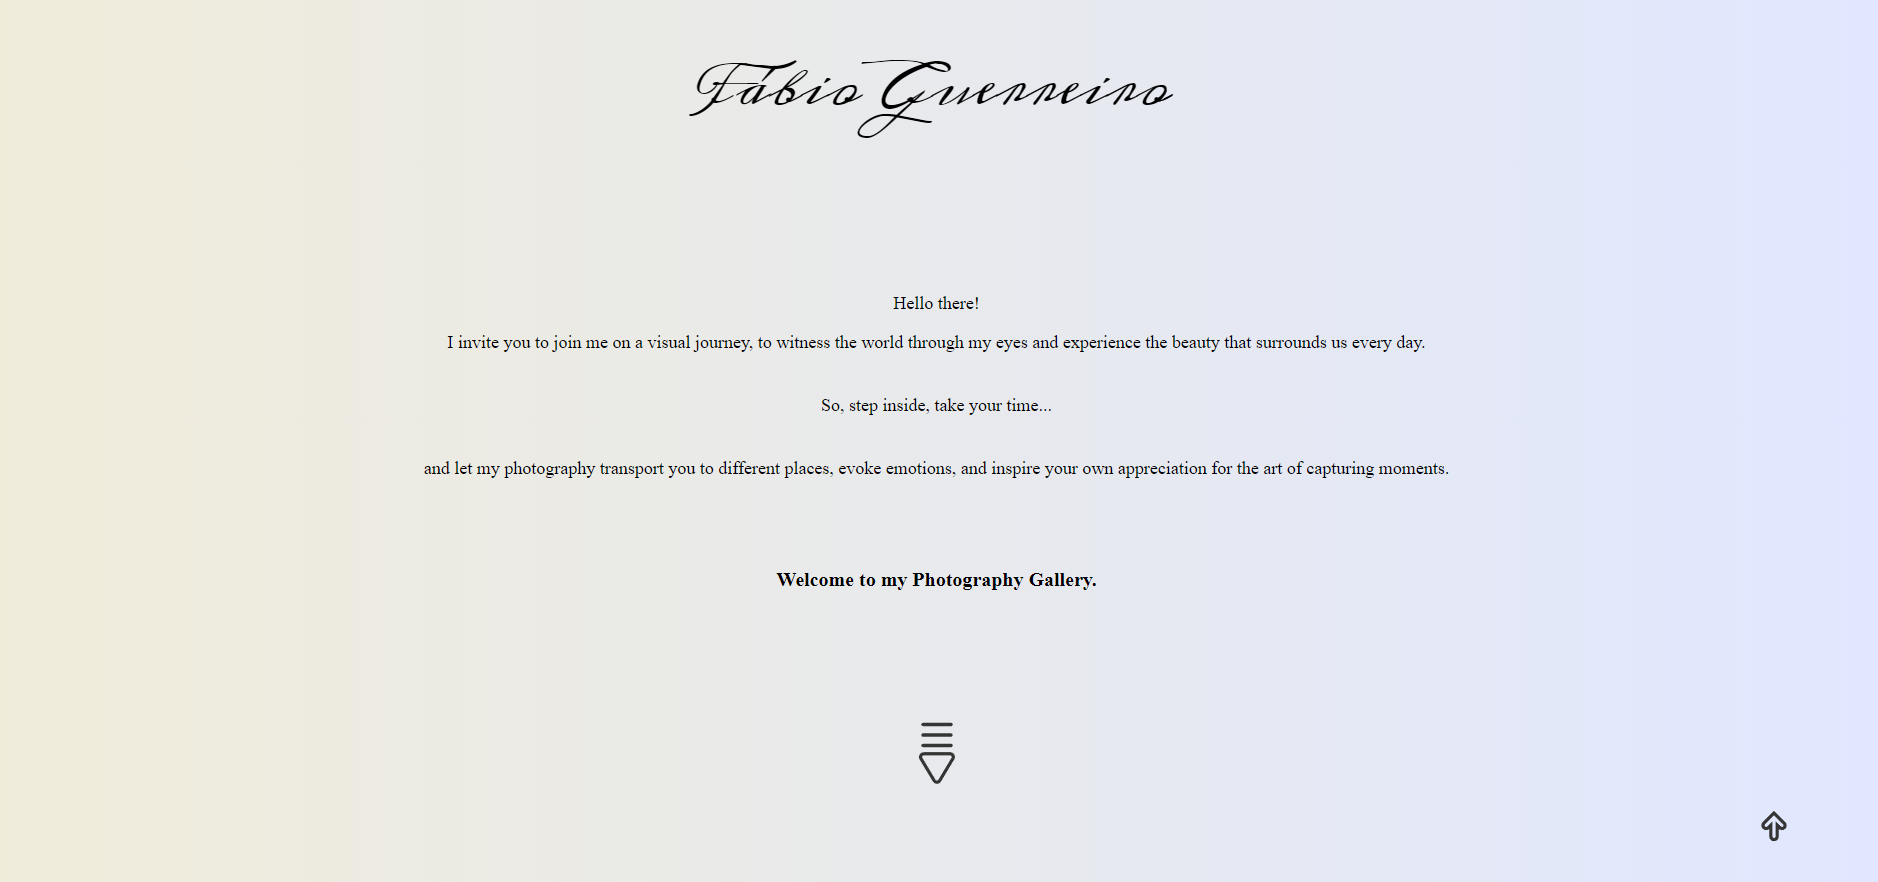 Fábio Guerreiro
Hello there!
I invite you to join me on a visual journey, to witness the world through my eyes and experience the beauty that surrounds us every day.
So, step inside, take your time...
and let my photography transport you to different places, evoke emotions, and inspire your own appreciation for the art of capturing moments.
Welcome to my Photography Gallery.